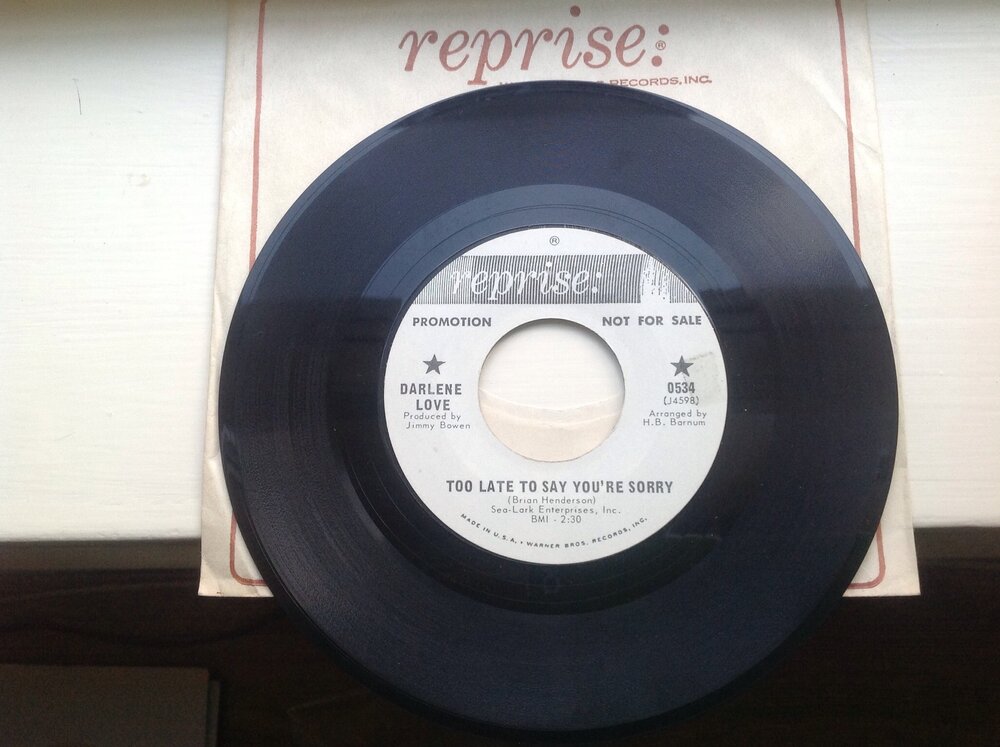 reprise:®
RECORDS, INC.
®
reprise:
PROMOTION
NOT FOR SALE
DARLENE
LOVE
Produced by
Jimmy Bowen
0534
(J4598)
Arranged by
H.B. Barnum
TOO LATE TO SAY YOU'RE SORRY
(Brian Henderson)
Sea-Lark Enterprises, Inc.
BMI - 2:30
MADE IN U.S.A. • WARNER BROS. RECORDS, INC.